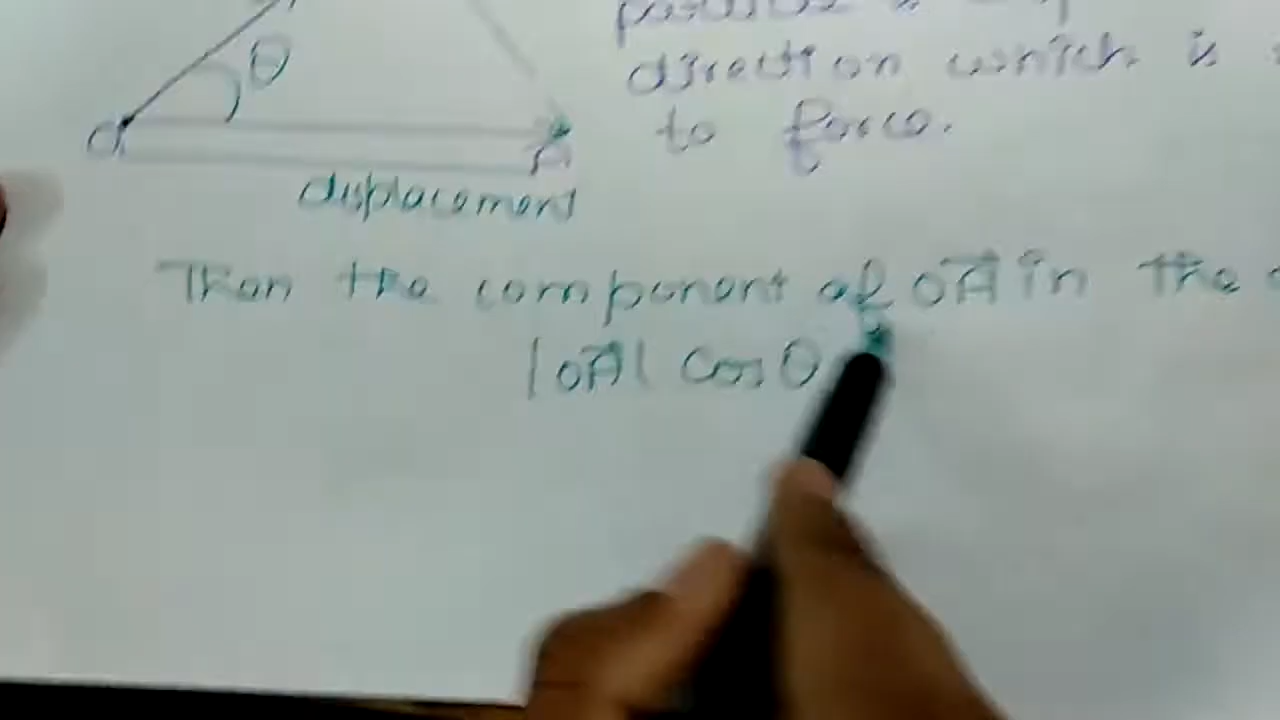 θ
direction which is
to force.
O
A
displacement
Then the component of OA⃗ in the
|OA⃗| cos θ